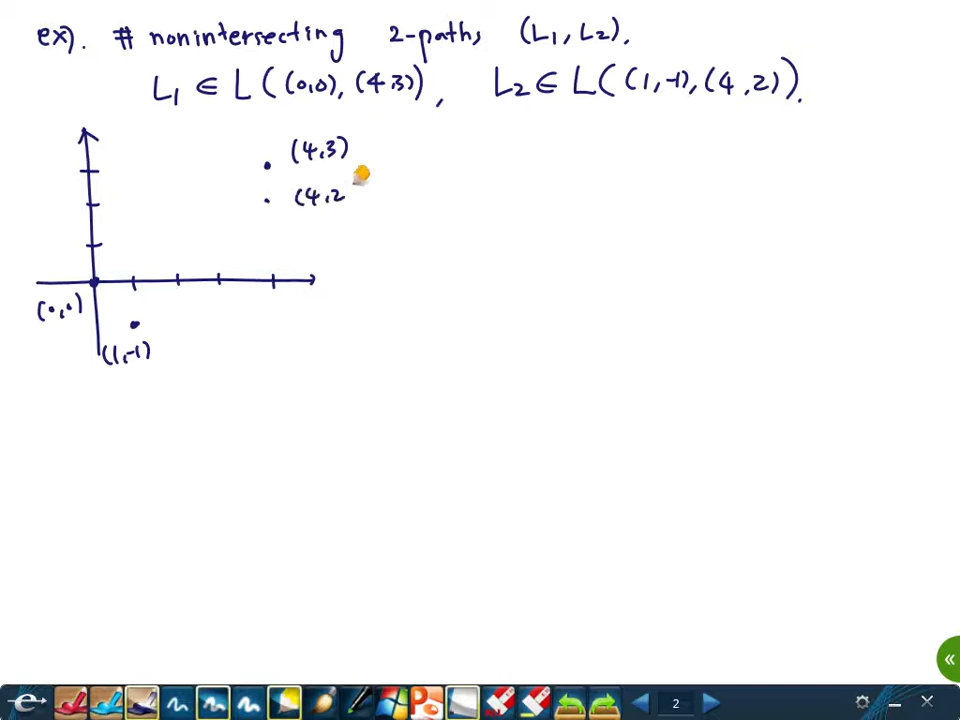 ex). # nonintersecting 2-paths (L₁, L₂).
L₁ ∈ L((0,0), (4,3)), L₂ ∈ L((1,-1), (4,2)).
(4,3)
(4,2
(0,0)
(1,-1)
2